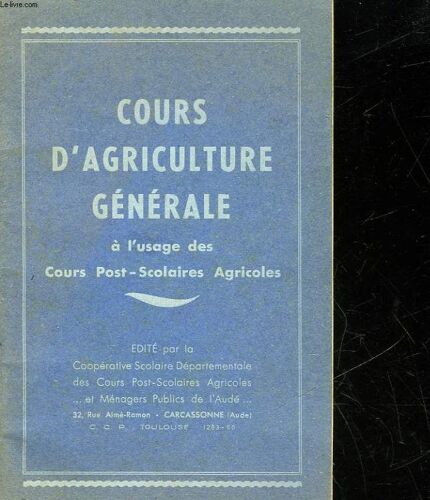 Le-livre.com
COURS
D'AGRICULTURE
GÉNÉRALE
à l'usage des
Cours Post-Scolaires Agricoles
EDITÉ par la
Coopérative Scolaire Départementale
des Cours Post-Scolaires Agricoles
... et Ménagers Publics de l'Aude ...
32, Rue Aimé-Ramon - CARCASSONNE (Aude)
C. C. P. TOULOUSE